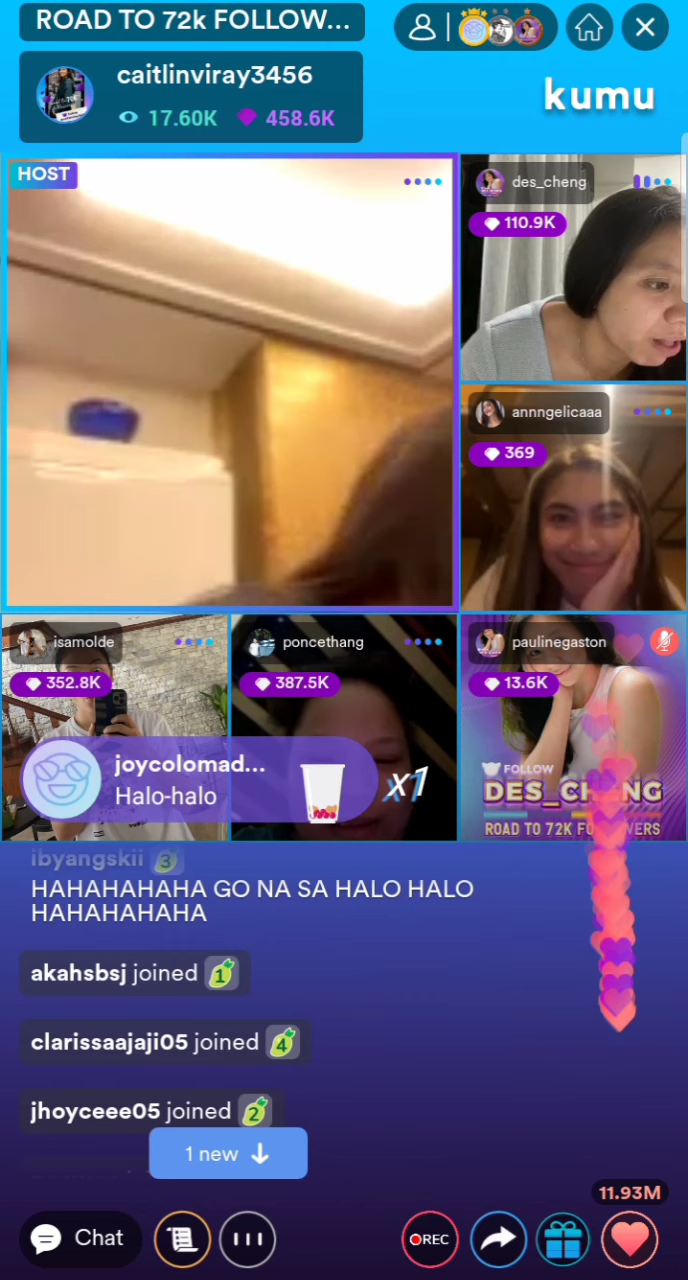 ROAD TO 72k FOLLOW...
caitlinviray3456
17.60K 458.6K
kumu
HOST
des_cheng
110.9K
annngelicaaa
369
isamolde
352.8K
poncethang
387.5K
paulinegaston
13.6K
FOLLOW
ROAD TO 72K
joycolomad...
Halo-halo
x1
ibyangskii 3
HAHAHAHAHA GO NA SA HALO HALO
HAHAHAHAHA
akahsbsj joined 1
clarissaajaji05 joined 4
jhoyceee05 joined 2
1 new
11.93M
Chat
REC